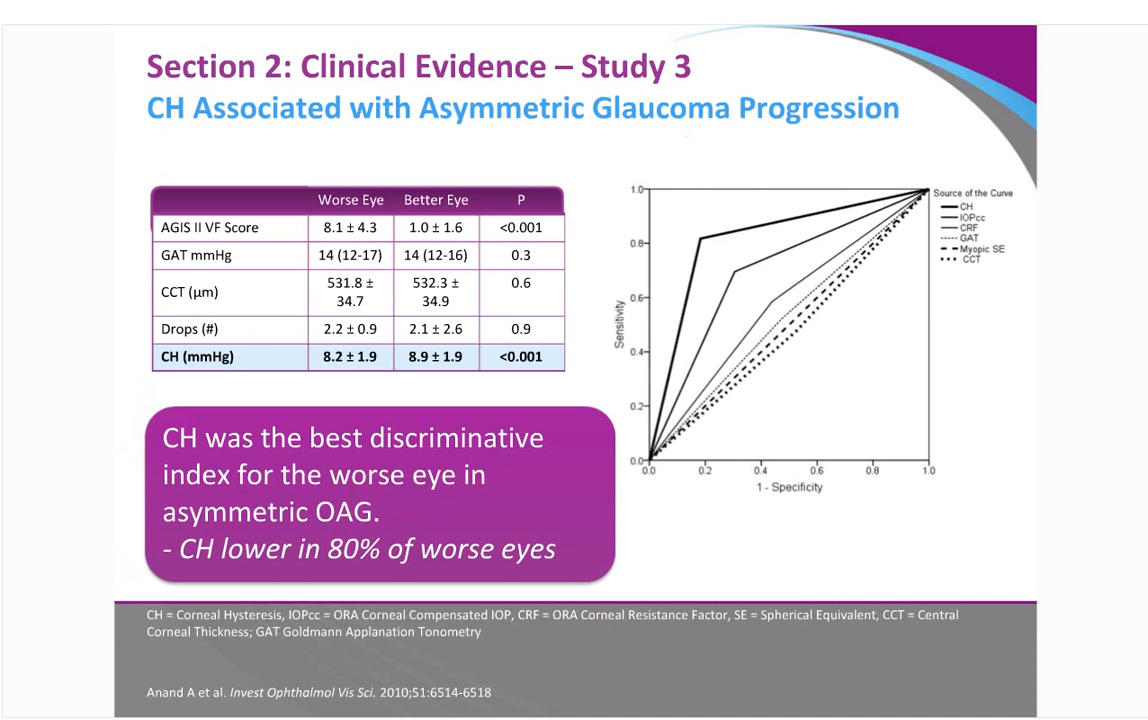 Section 2: Clinical Evidence – Study 3
CH Associated with Asymmetric Glaucoma Progression
Worse Eye Better Eye P
AGIS II VF Score 8.1 ± 4.3 1.0 ± 1.6 <0.001
GAT mmHg 14 (12-17) 14 (12-16) 0.3
CCT (μm) 531.8 ± 34.7 532.3 ± 34.9 0.6
Drops (#) 2.2 ± 0.9 2.1 ± 2.6 0.9
CH (mmHg) 8.2 ± 1.9 8.9 ± 1.9 <0.001
CH was the best discriminative
index for the worse eye in
asymmetric OAG.
- CH lower in 80% of worse eyes
Sensitivity
1.0
0.8
0.6
0.4
0.2
0.0
0.0 0.2 0.4 0.6 0.8 1.0
1 - Specificity
Source of the Curve
CH
IOPcc
CRF
GAT
Myopic SE
CCT
CH = Corneal Hysteresis, IOPcc = ORA Corneal Compensated IOP, CRF = ORA Corneal Resistance Factor, SE = Spherical Equivalent, CCT = Central
Corneal Thickness; GAT Goldmann Applanation Tonometry
Anand A et al. Invest Ophthalmol Vis Sci. 2010;51:6514-6518